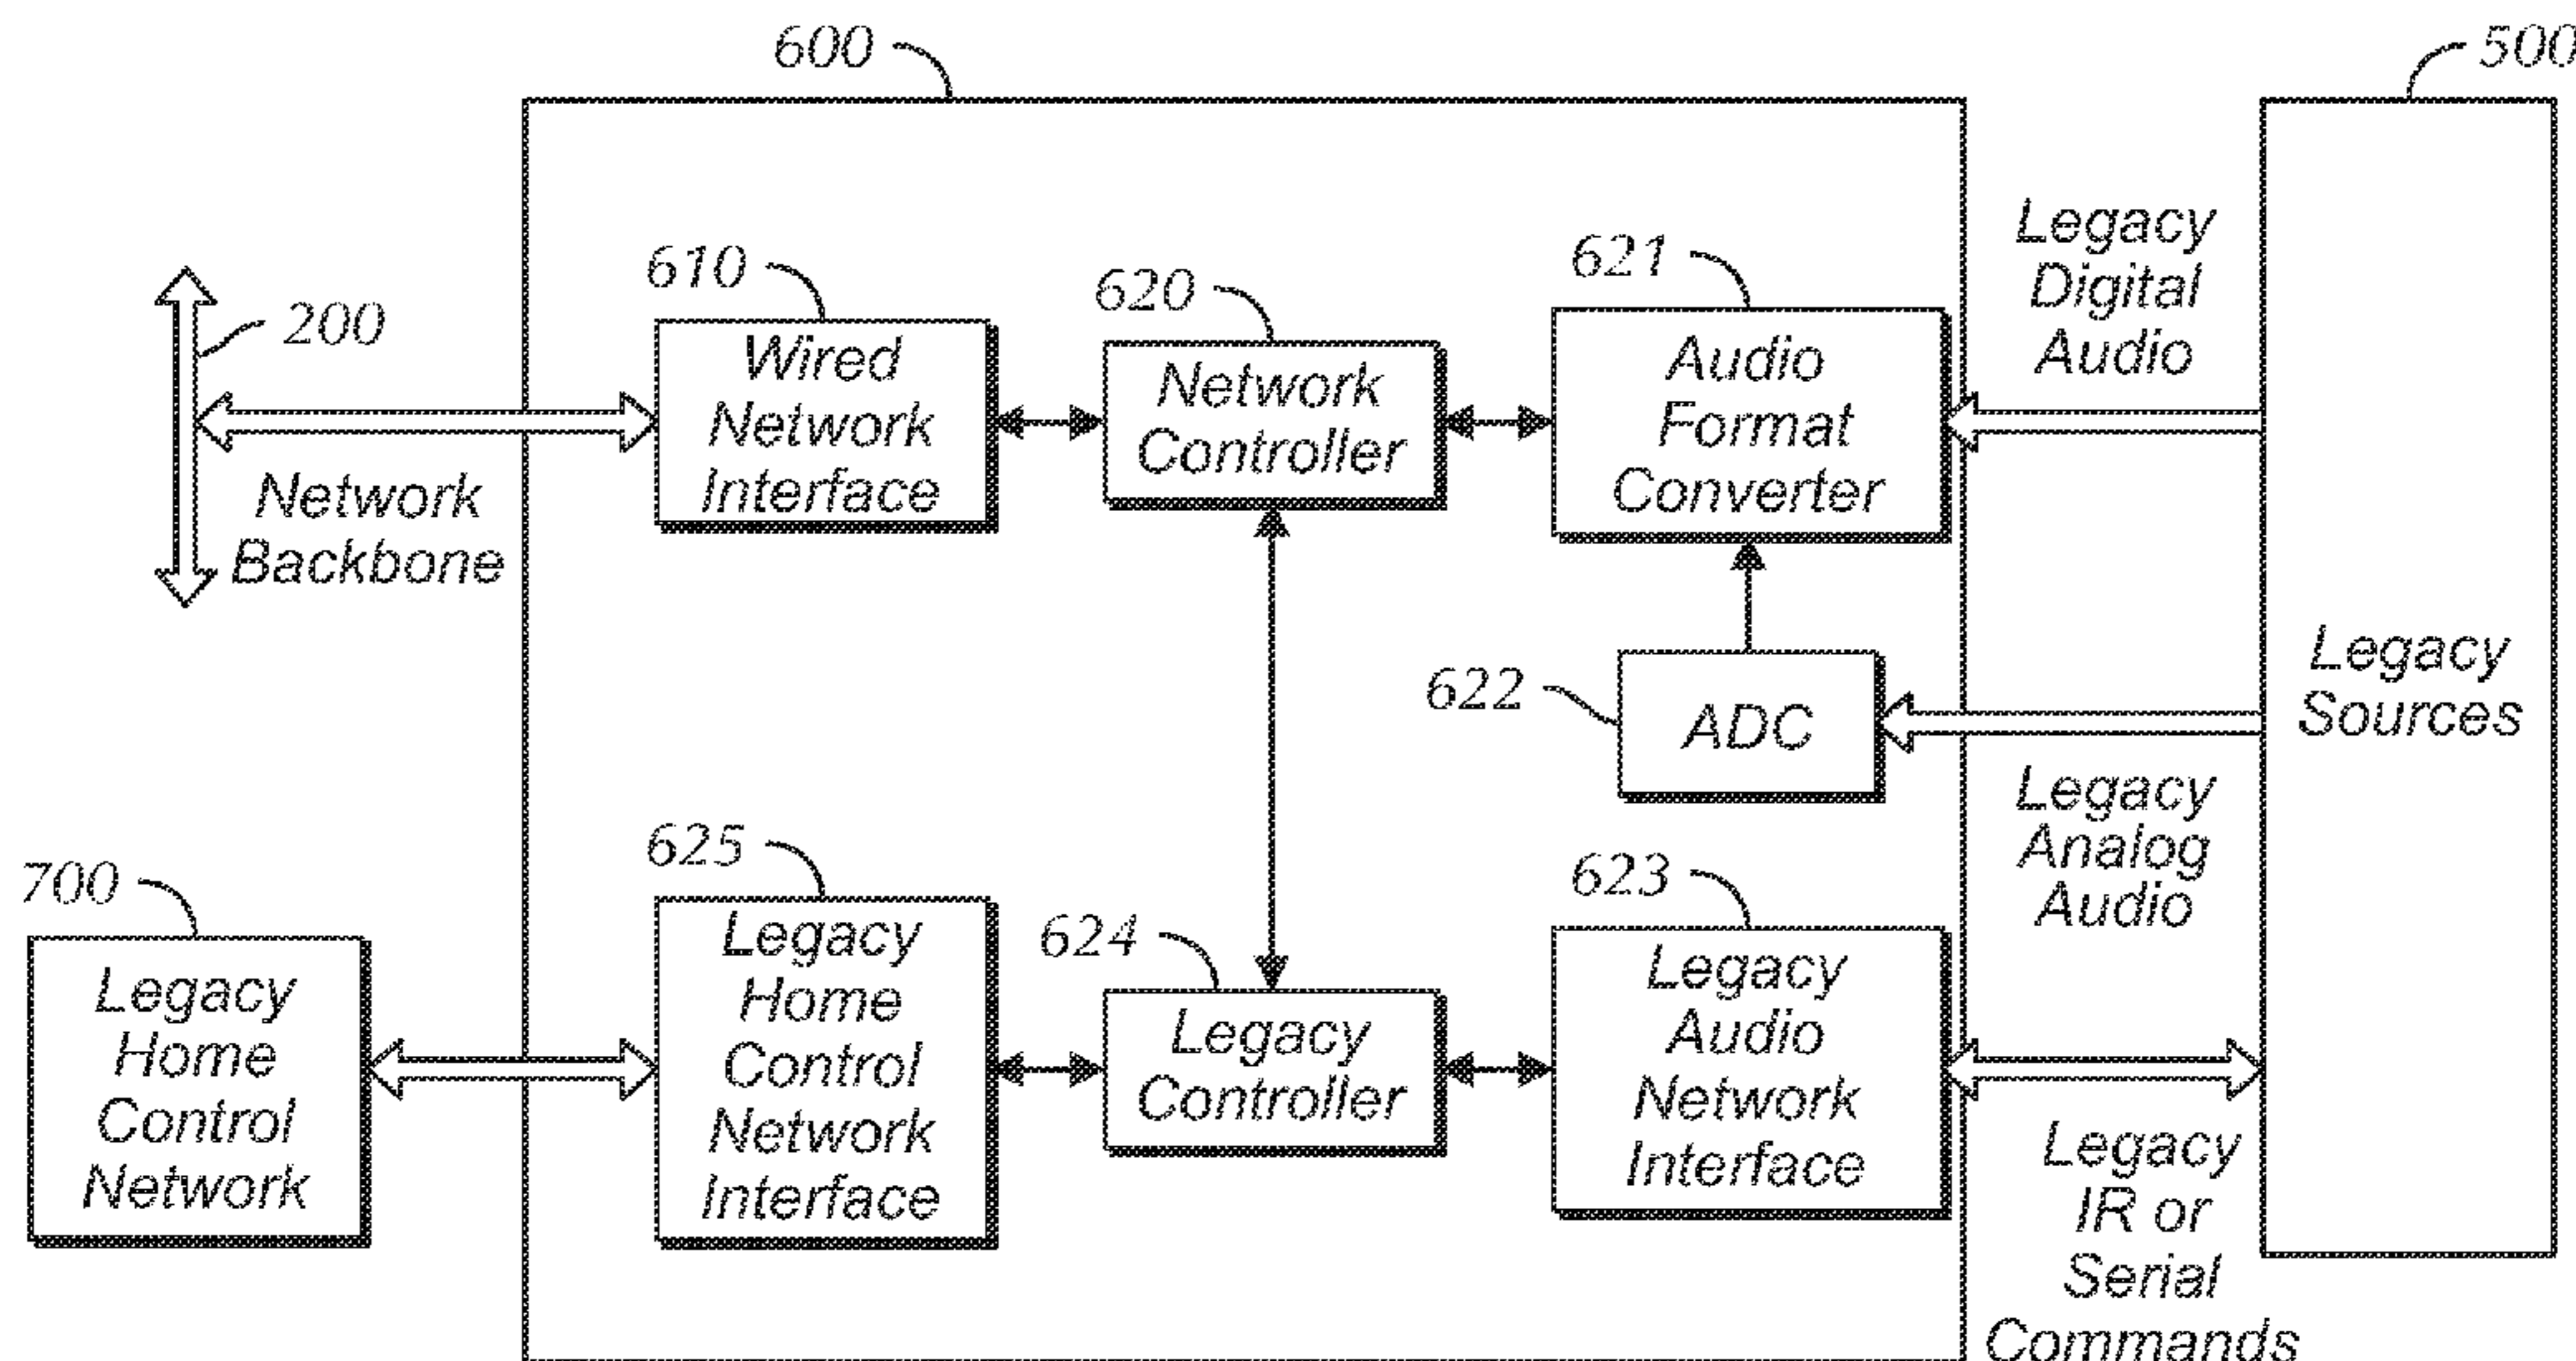 600
500
Legacy
Digital
Audio
610
620
621
200
Wired
Network
Interface
Network
Controller
Audio
Format
Converter
Network
Backbone
Legacy
Sources
622
ADC
Legacy
Analog
Audio
700
625
624
623
Legacy
Home
Control
Network
Legacy
Home
Control
Network
Interface
Legacy
Controller
Legacy
Audio
Network
Interface
Legacy
IR or
Serial
Commands